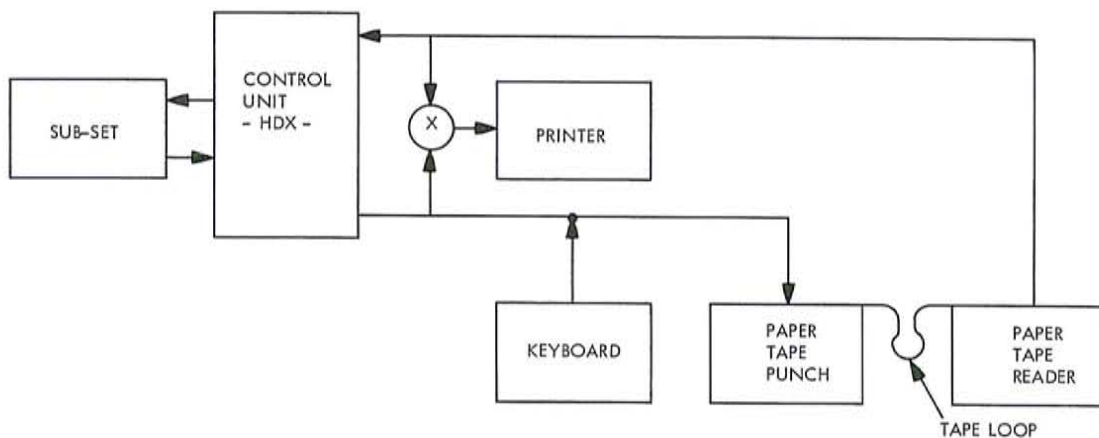 CONTROL
UNIT
- HDX -
SUB-SET
X
PRINTER
KEYBOARD
PAPER
TAPE
PUNCH
PAPER
TAPE
READER
TAPE LOOP